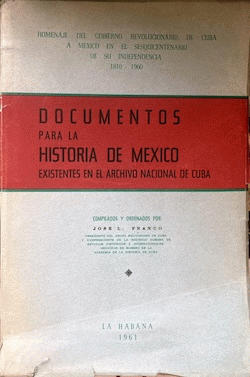 HOMENAJE DEL GOBIERNO REVOLUCIONARIO DE CUBA
A MEXICO EN EL SESQUICENTENARIO
DE SU INDEPENDENCIA
1810 - 1960
DOCUMENTOS
PARA LA
HISTORIA DE MEXICO
EXISTENTES EN EL ARCHIVO NACIONAL DE CUBA
COMPILADOS Y ORDENADOS POR:
JOSE L. FRANCO
LA HABANA
1961